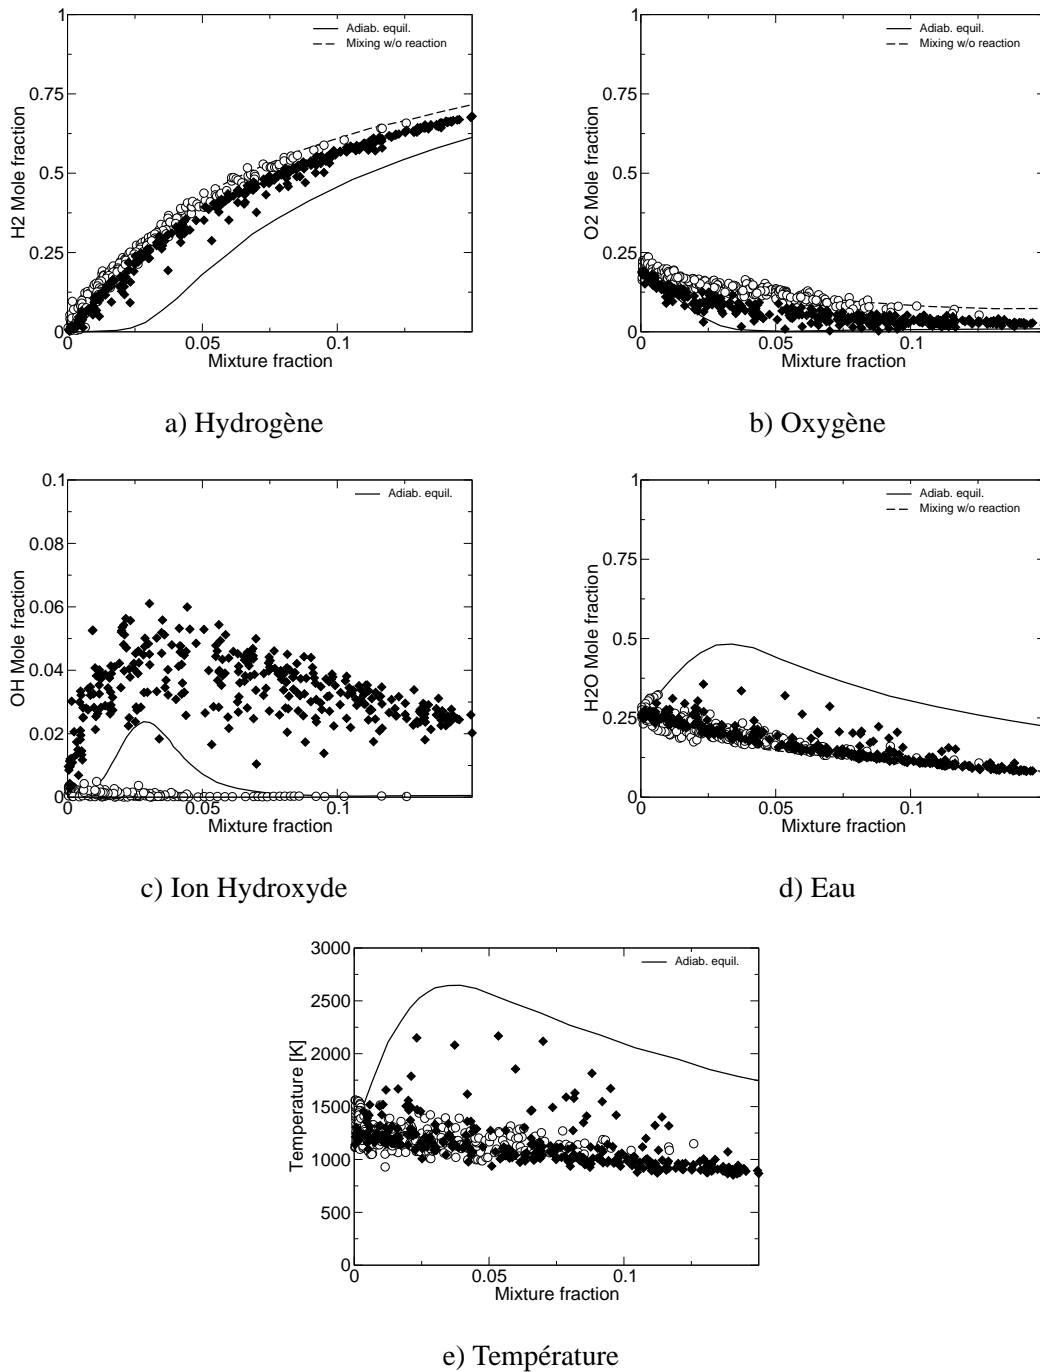 Adiab. equil.
Mixing w/o reaction
1
0.75
0.5
0.25
0
H2 Mole fraction
0 0.05 0.1
Mixture fraction
a) Hydrogène
Adiab. equil.
Mixing w/o reaction
1
0.75
0.5
0.25
0
O2 Mole fraction
0 0.05 0.1
Mixture fraction
b) Oxygène
Adiab. equil.
0.1
0.08
0.06
0.04
0.02
0
OH Mole fraction
0 0.05 0.1
Mixture fraction
c) Ion Hydroxyde
Adiab. equil.
Mixing w/o reaction
1
0.75
0.5
0.25
0
H2O Mole fraction
0 0.05 0.1
Mixture fraction
d) Eau
Adiab. equil.
3000
2500
2000
1500
1000
500
0
Temperature [K]
0 0.05 0.1
Mixture fraction
e) Température